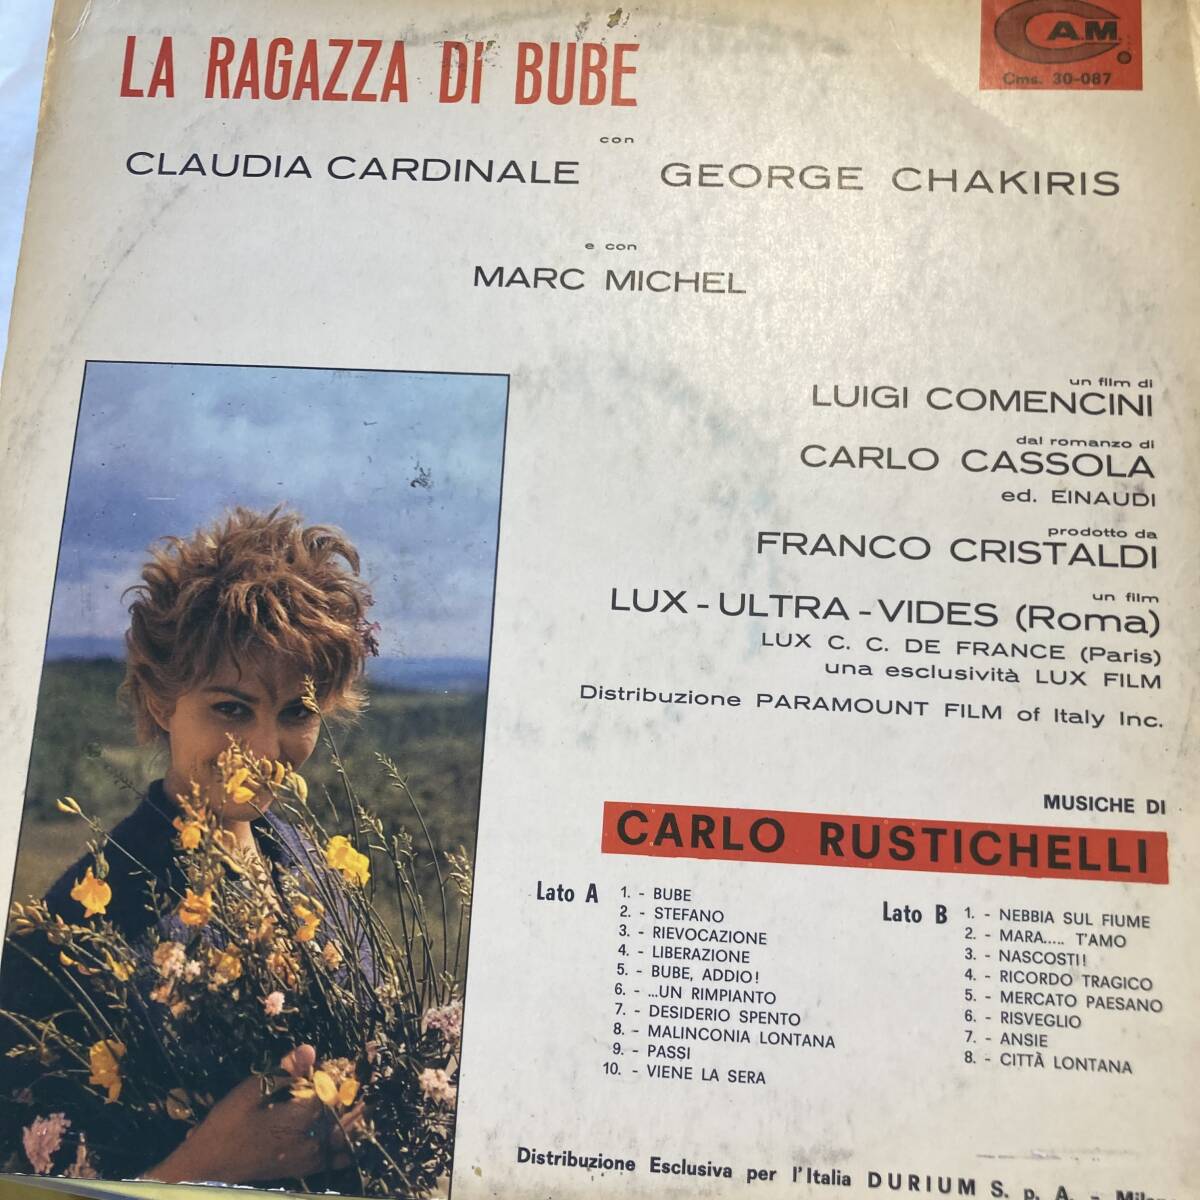 CAM
Cms. 30-087
LA RAGAZZA DI' BUBE
con
CLAUDIA CARDINALE GEORGE CHAKIRIS
e con
MARC MICHEL
un film di
LUIGI COMENCINI
dal romanzo di
CARLO CASSOLA
ed. EINAUDI
prodotto da
FRANCO CRISTALDI
un film
LUX - ULTRA - VIDES (Roma)
LUX C. C. DE FRANCE (Paris)
una esclusività LUX FILM
Distribuzione PARAMOUNT FILM of Italy Inc.
MUSICHE DI
CARLO RUSTICHELLI
Lato A
1. - BUBE
2. - STEFANO
3. - RIEVOCAZIONE
4. - LIBERAZIONE
5. - BUBE, ADDIO!
6. - ...UN RIMPIANTO
7. - DESIDERIO SPENTO
8. - MALINCONIA LONTANA
9. - PASSI
10. - VIENE LA SERA
Lato B
1. - NEBBIA SUL FIUME
2. - MARA..... T'AMO
3. - NASCOSTI!
4. - RICORDO TRAGICO
5. - MERCATO PAESANO
6. - RISVEGLIO
7. - ANSIE
8. - CITTÀ LONTANA
Distribuzione Esclusiva per l'Italia DURIUM S. p. A. -